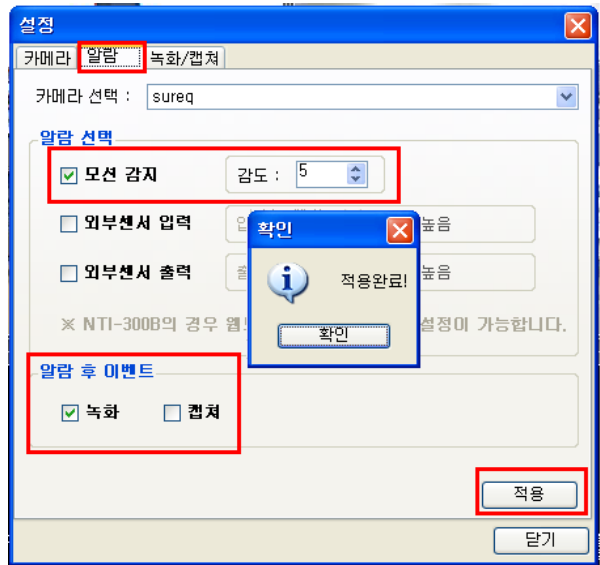 설정
카메라 알람 녹화/캡쳐
카메라 선택 : sureq
알람 선택
모션 감지 감도 : 5
외부센서 입력 높음
확인
외부센서 출력 높음
적용완료!
※ NTI-300B의 경우 설정이 가능합니다.
확인
알람 후 이벤트
녹화 캡쳐
적용
닫기